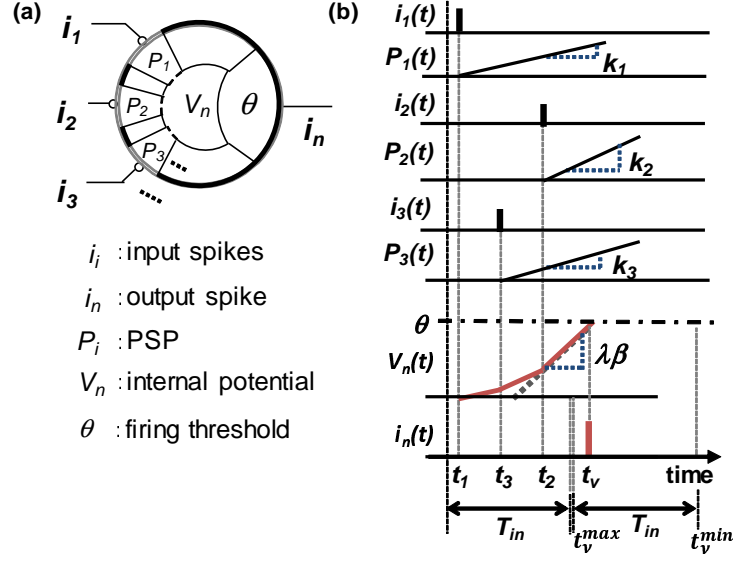 (a)
i₁
i₂
i₃
P₁
P₂
P₃
Vₙ
θ
iₙ
iᵢ : input spikes
iₙ : output spike
Pᵢ : PSP
Vₙ : internal potential
θ : firing threshold
(b)
i₁(t)
P₁(t)
k₁
i₂(t)
P₂(t)
k₂
i₃(t)
P₃(t)
k₃
θ
Vₙ(t)
λβ
iₙ(t)
t₁ t₃ t₂ tᵥ time
Tᵢₙ tᵥᵐᵃˣ Tᵢₙ tᵥᵐⁱⁿ